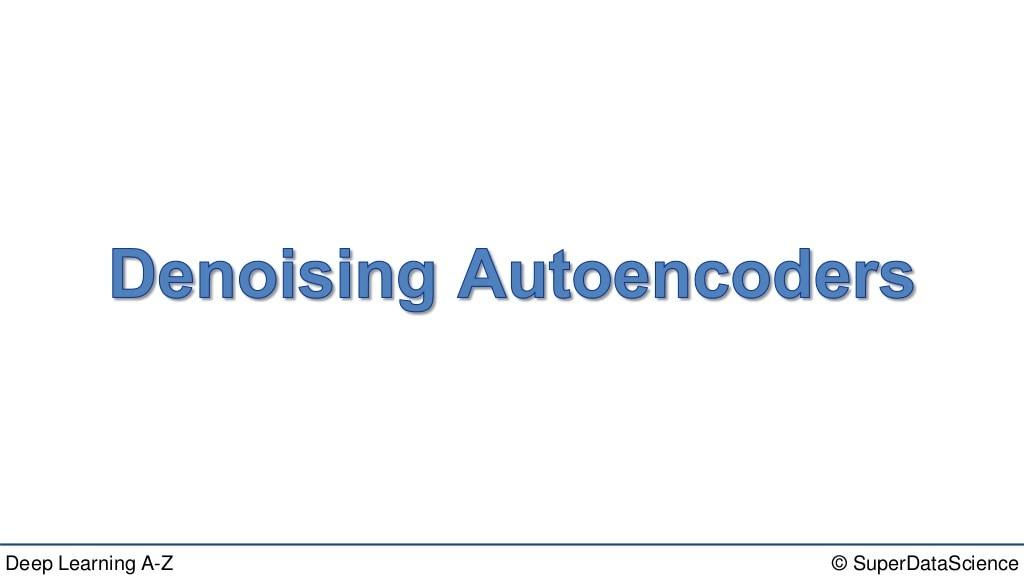 Denoising Autoencoders
Deep Learning A-Z
© SuperDataScience